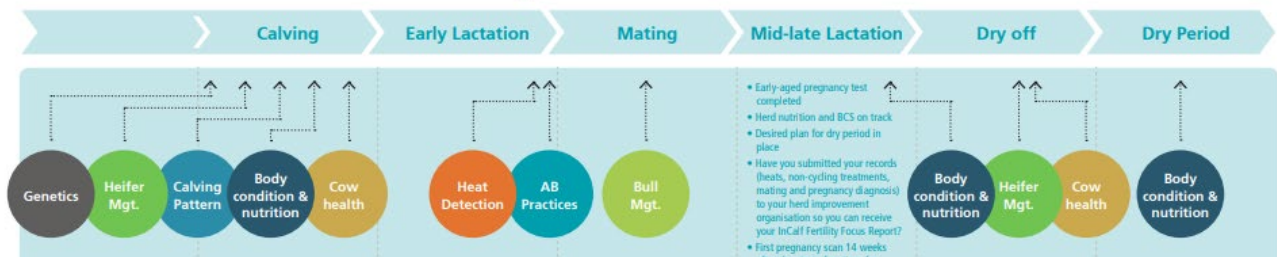 Calving
Early Lactation
Mating
Mid-late Lactation
Dry off
Dry Period
Genetics
Heifer
Mgt.
Calving
Pattern
Body
condition &
nutrition
Cow
health
Heat
Detection
AB
Practices
Bull
Mgt.
• Early-aged pregnancy test
completed
• Herd nutrition and BCS on track
• Desired plan for dry period in
place
• Have you submitted your records
(heats, non-cycling treatments,
mating and pregnancy diagnosis)
to your herd improvement
organisation so you can receive
your InCalf Fertility Focus Report?
• First pregnancy scan 14 weeks
Body
condition &
nutrition
Heifer
Mgt.
Cow
health
Body
condition &
nutrition